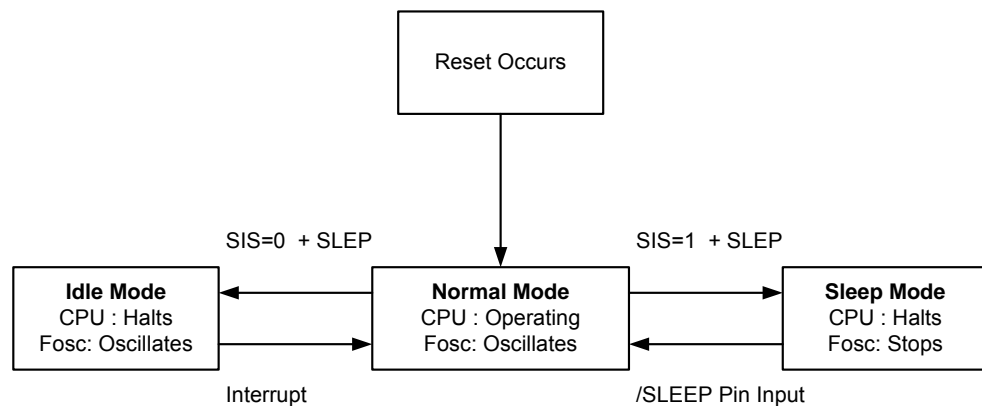 Reset Occurs
SIS=0 + SLEP
SIS=1 + SLEP
Idle Mode
CPU : Halts
Fosc: Oscillates
Normal Mode
CPU : Operating
Fosc: Oscillates
Sleep Mode
CPU : Halts
Fosc: Stops
Interrupt
/SLEEP Pin Input